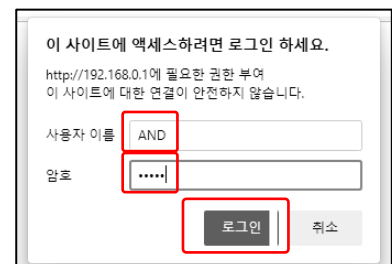 이 사이트에 액세스하려면 로그인 하세요.
http://192.168.0.1에 필요한 권한 부여
이 사이트에 대한 연결이 안전하지 않습니다.
사용자 이름 AND
암호 •••••
로그인 취소